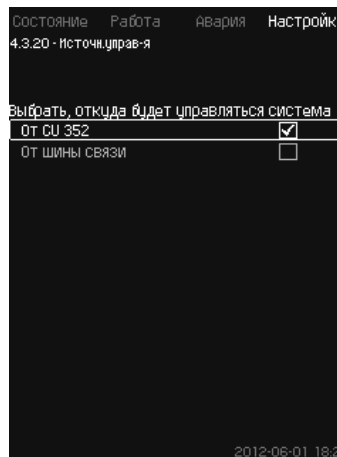 Состояние Работа Авария Настройк
4.3.20 - Источн.управ-я
Выбрать, откуда будет управляться система
От CU 352
От шины связи
2012-06-01 18:2